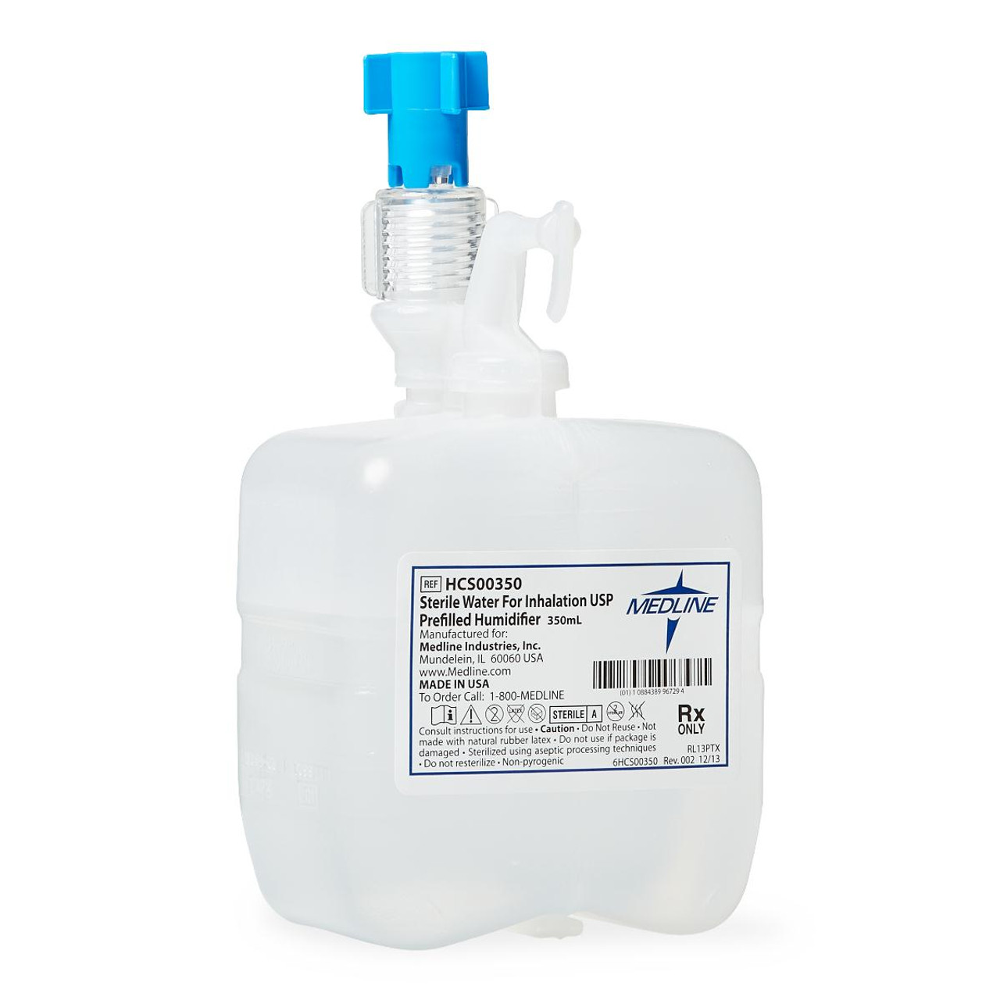 REF HCS00350
Sterile Water For Inhalation USP
Prefilled Humidifier 350mL
Manufactured for:
Medline Industries, Inc.
Mundelein, IL 60060 USA
www.Medline.com
MADE IN USA
To Order Call: 1-800-MEDLINE
MEDLINE
(01) 1 0884389 96729 4
i 2 LATEX STERILE A 2
Rx
ONLY
Consult instructions for use • Caution • Do Not Reuse • Not
made with natural rubber latex • Do not use if package is
damaged • Sterilized using aseptic processing techniques
• Do not resterilize • Non-pyrogenic
RL13PTX
6HCS00350 Rev. 002 12/13